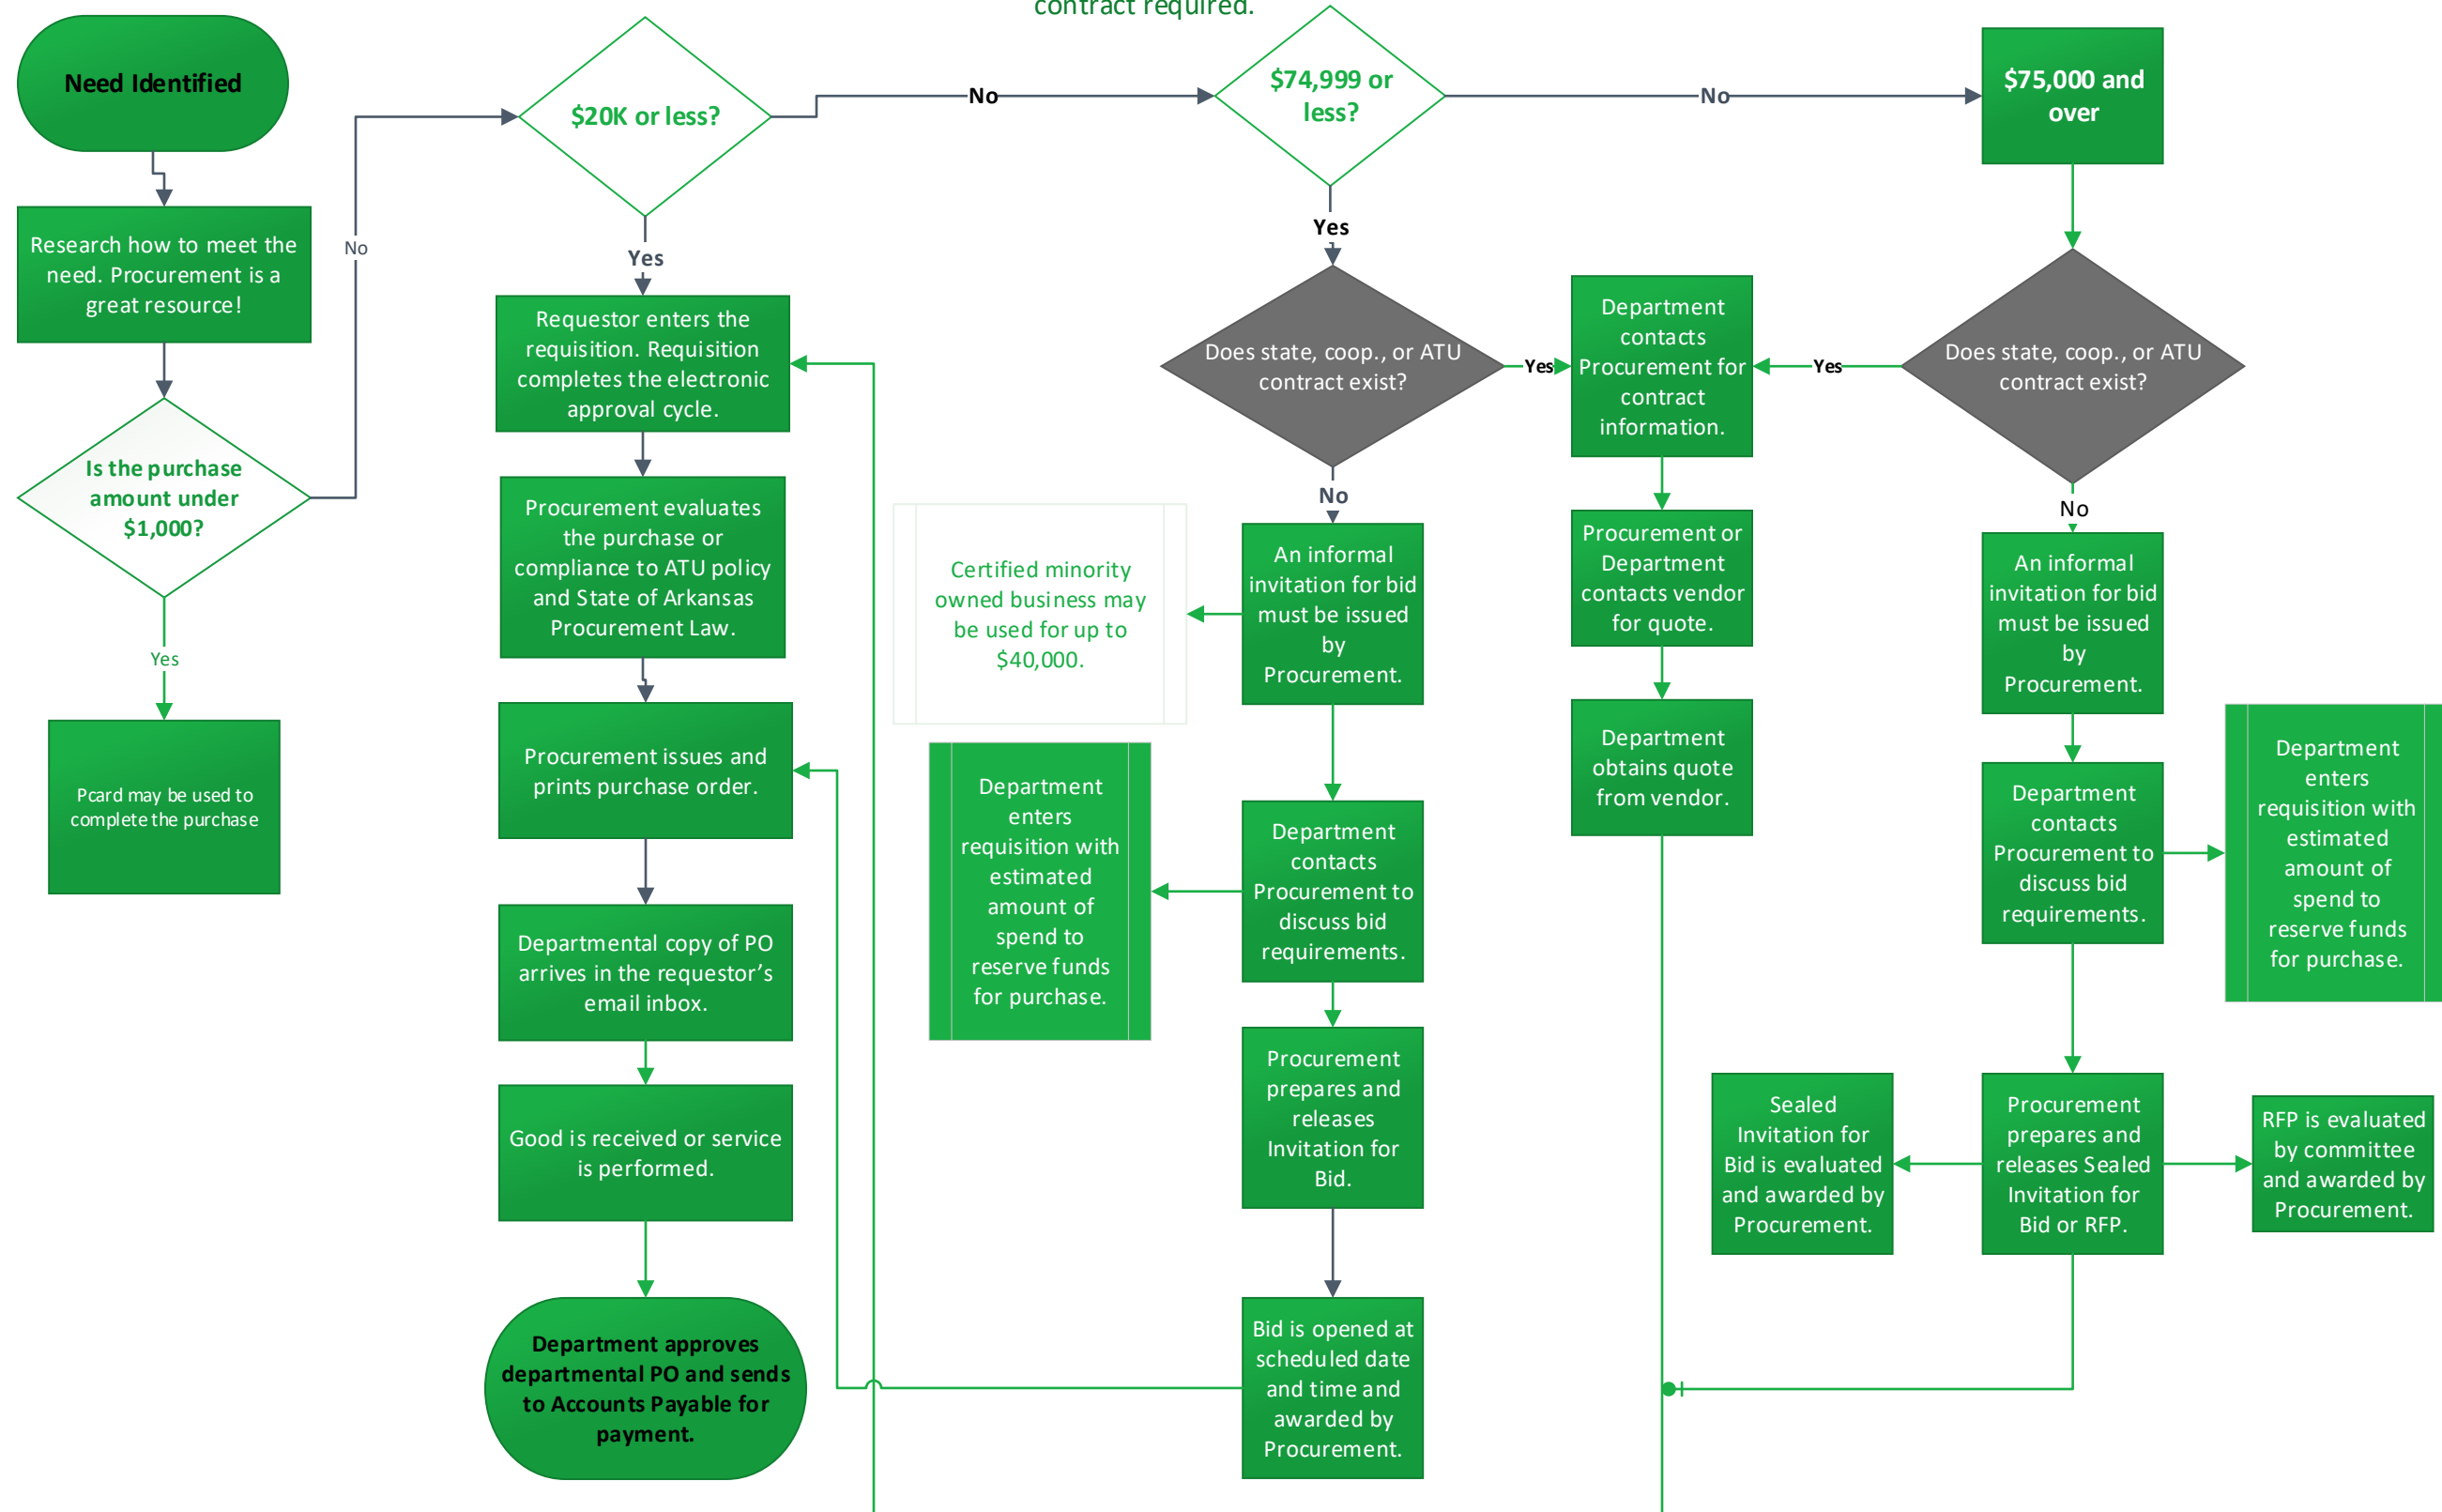 contract required.
Need Identified
Research how to meet the
need. Procurement is a
great resource!
Is the purchase
amount under
$1,000?
No
Yes
Pcard may be used to
complete the purchase
$20K or less?
No
Yes
Requestor enters the
requisition. Requisition
completes the electronic
approval cycle.
Procurement evaluates
the purchase or
compliance to ATU policy
and State of Arkansas
Procurement Law.
Procurement issues and
prints purchase order.
Departmental copy of PO
arrives in the requestor’s
email inbox.
Good is received or service
is performed.
Department approves
departmental PO and sends
to Accounts Payable for
payment.
$74,999 or
less?
No
Yes
Does state, coop., or ATU
contract exist?
Yes
No
Certified minority
owned business may
be used for up to
$40,000.
An informal
invitation for bid
must be issued
by
Procurement.
Department
enters
requisition with
estimated
amount of
spend to
reserve funds
for purchase.
Department
contacts
Procurement to
discuss bid
requirements.
Procurement
prepares and
releases
Invitation for
Bid.
Bid is opened at
scheduled date
and time and
awarded by
Procurement.
Department
contacts
Procurement for
contract
information.
Procurement or
Department
contacts vendor
for quote.
Department
obtains quote
from vendor.
$75,000 and
over
Does state, coop., or ATU
contract exist?
Yes
No
An informal
invitation for bid
must be issued
by
Procurement.
Department
contacts
Procurement to
discuss bid
requirements.
Department
enters
requisition with
estimated
amount of
spend to
reserve funds
for purchase.
Sealed
Invitation for
Bid is evaluated
and awarded by
Procurement.
Procurement
prepares and
releases Sealed
Invitation for
Bid or RFP.
RFP is evaluated
by committee
and awarded by
Procurement.